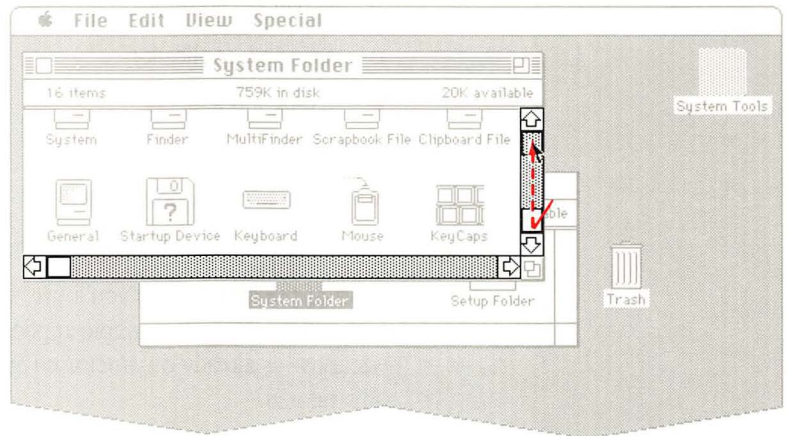 File Edit View Special
System Folder
16 items 759K in disk 20K available
System Tools
System Finder MultiFinder Scrapbook File Clipboard File
able
General Startup Device Keyboard Mouse KeyCaps
System Folder Setup Folder Trash